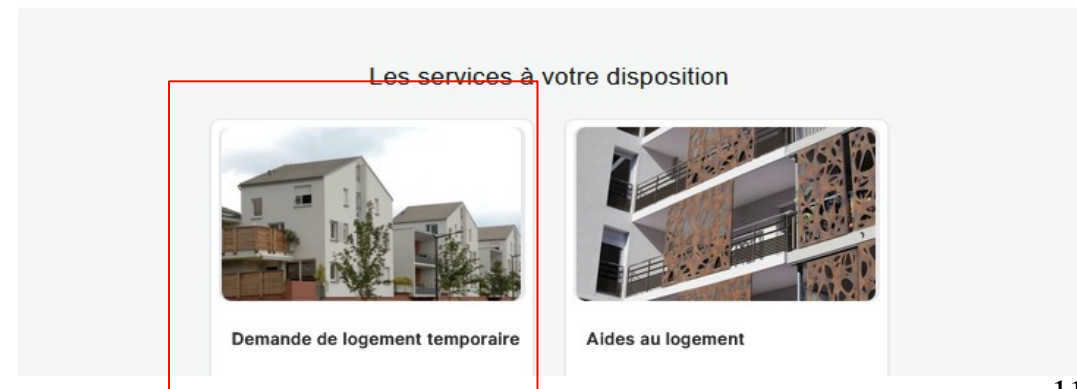 Les services à votre disposition
Demande de logement temporaire
Aides au logement